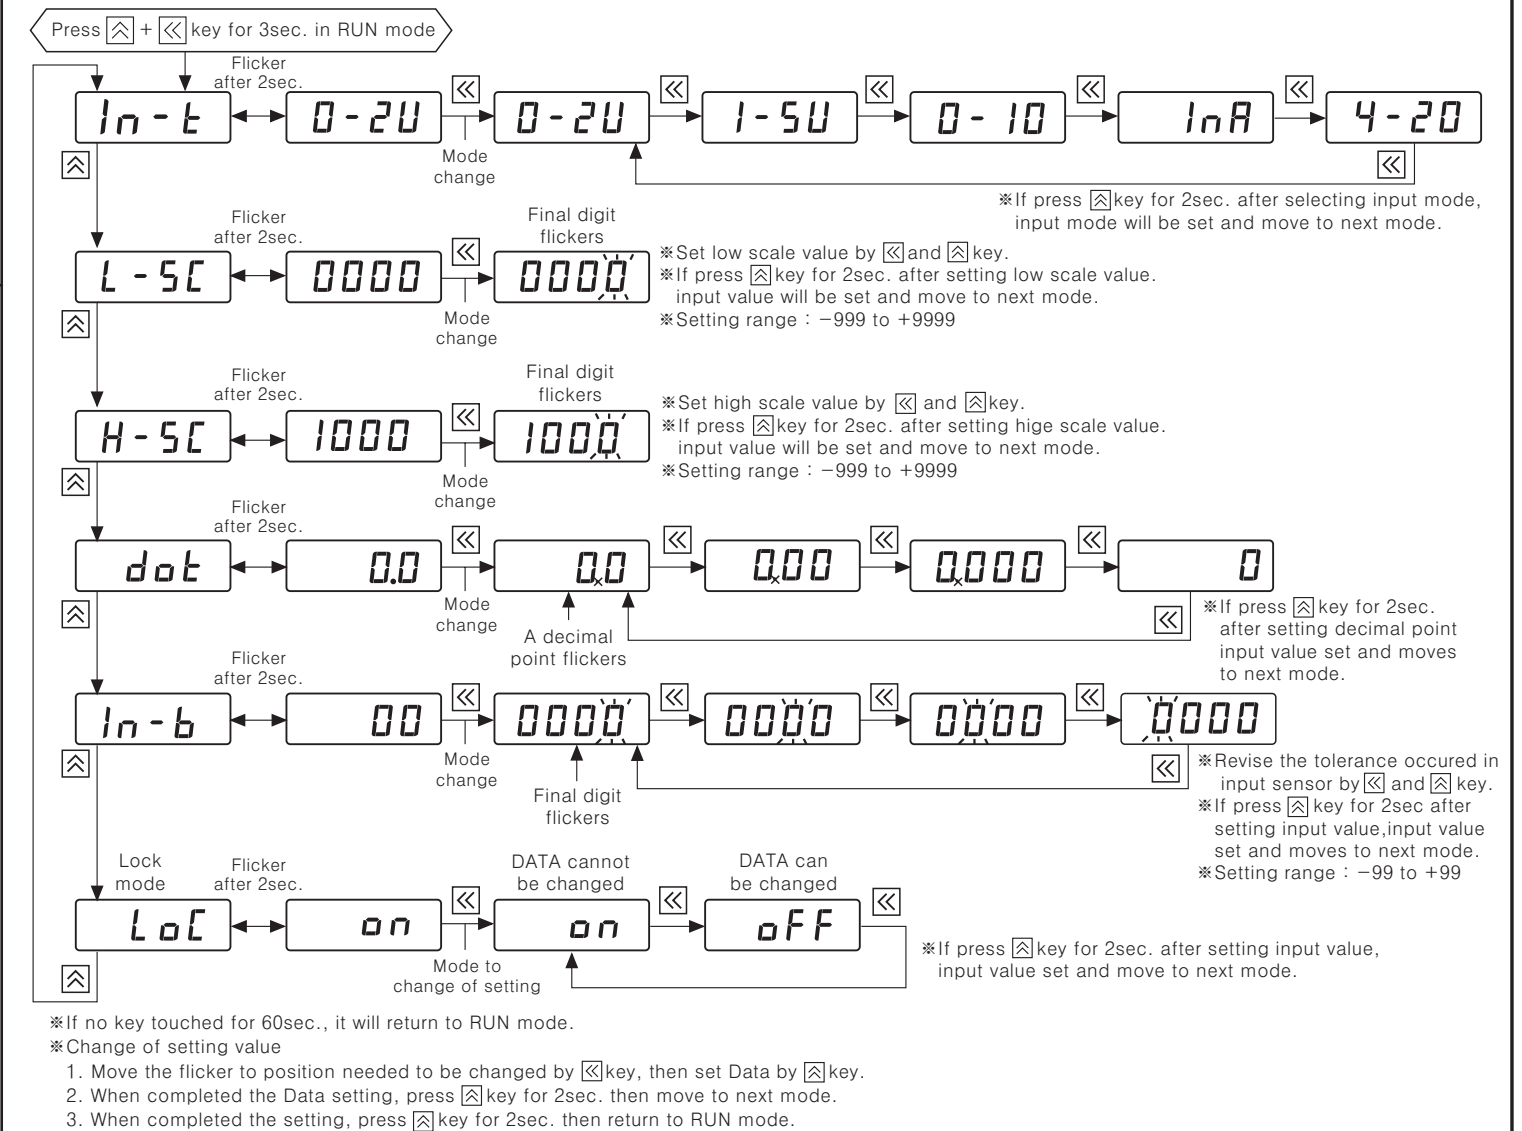 Press ︽ + ≪ key for 3sec. in RUN mode
Flicker
after 2sec.
In-t
0-2V
≪
0-2V
≪
1-5V
≪
0-10
≪
InA
≪
4-20
︽
Mode
change
≪
※If press ︽ key for 2sec. after selecting input mode,
input mode will be set and move to next mode.
Flicker
after 2sec.
L-SC
0000
≪
Final digit
flickers
0000
Mode
change
※Set low scale value by ≪ and ︽ key.
※If press ︽ key for 2sec. after setting low scale value.
input value will be set and move to next mode.
※Setting range : −999 to +9999
︽
Flicker
after 2sec.
H-SC
1000
≪
Final digit
flickers
1000
Mode
change
※Set high scale value by ≪ and ︽ key.
※If press ︽ key for 2sec. after setting hige scale value.
input value will be set and move to next mode.
※Setting range : −999 to +9999
︽
Flicker
after 2sec.
dot
0.0
≪
0.0
≪
0.00
≪
0.000
≪
0
︽
Mode
change
A decimal
point flickers
≪
※If press ︽ key for 2sec.
after setting decimal point
input value set and moves
to next mode.
Flicker
after 2sec.
In-b
00
≪
0000
≪
0000
≪
0000
≪
0000
︽
Mode
change
Final digit
flickers
≪
※Revise the tolerance occured in
input sensor by ≪ and ︽ key.
※If press ︽ key for 2sec after
setting input value,input value
set and moves to next mode.
※Setting range : −99 to +99
Lock
mode
Flicker
after 2sec.
LoC
on
≪
DATA cannot
be changed
on
≪
DATA can
be changed
oFF
≪
︽
Mode to
change of setting
※If press ︽ key for 2sec. after setting input value,
input value set and move to next mode.
※If no key touched for 60sec., it will return to RUN mode.
※Change of setting value
1. Move the flicker to position needed to be changed by ≪ key, then set Data by ︽ key.
2. When completed the Data setting, press ︽ key for 2sec. then move to next mode.
3. When completed the setting, press ︽ key for 2sec. then return to RUN mode.